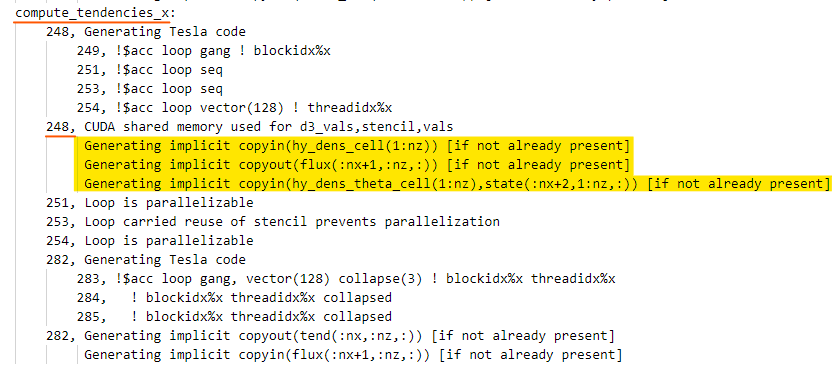 compute_tendencies_x:
248, Generating Tesla code
249, !$acc loop gang ! blockidx%x
251, !$acc loop seq
253, !$acc loop seq
254, !$acc loop vector(128) ! threadidx%x
248, CUDA shared memory used for d3_vals,stencil,vals
Generating implicit copyin(hy_dens_cell(1:nz)) [if not already present]
Generating implicit copyout(flux(:nx+1,:nz,:)) [if not already present]
Generating implicit copyin(hy_dens_theta_cell(1:nz),state(:nx+2,1:nz,:)) [if not already present]
251, Loop is parallelizable
253, Loop carried reuse of stencil prevents parallelization
254, Loop is parallelizable
282, Generating Tesla code
283, !$acc loop gang, vector(128) collapse(3) ! blockidx%x threadidx%x
284, ! blockidx%x threadidx%x collapsed
285, ! blockidx%x threadidx%x collapsed
282, Generating implicit copyout(tend(:nx,:nz,:)) [if not already present]
Generating implicit copyin(flux(:nx+1,:nz,:)) [if not already present]